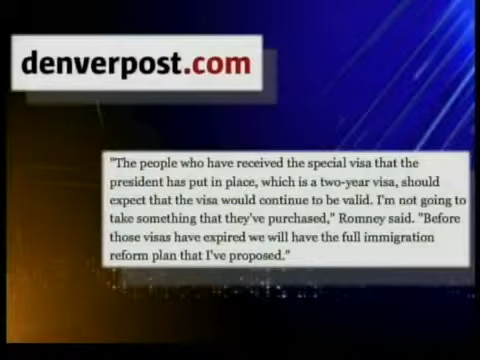 denverpost.com
"The people who have received the special visa that the
president has put in place, which is a two-year visa, should
expect that the visa would continue to be valid. I'm not going to
take something that they've purchased," Romney said. "Before
those visas have expired we will have the full immigration
reform plan that I've proposed."